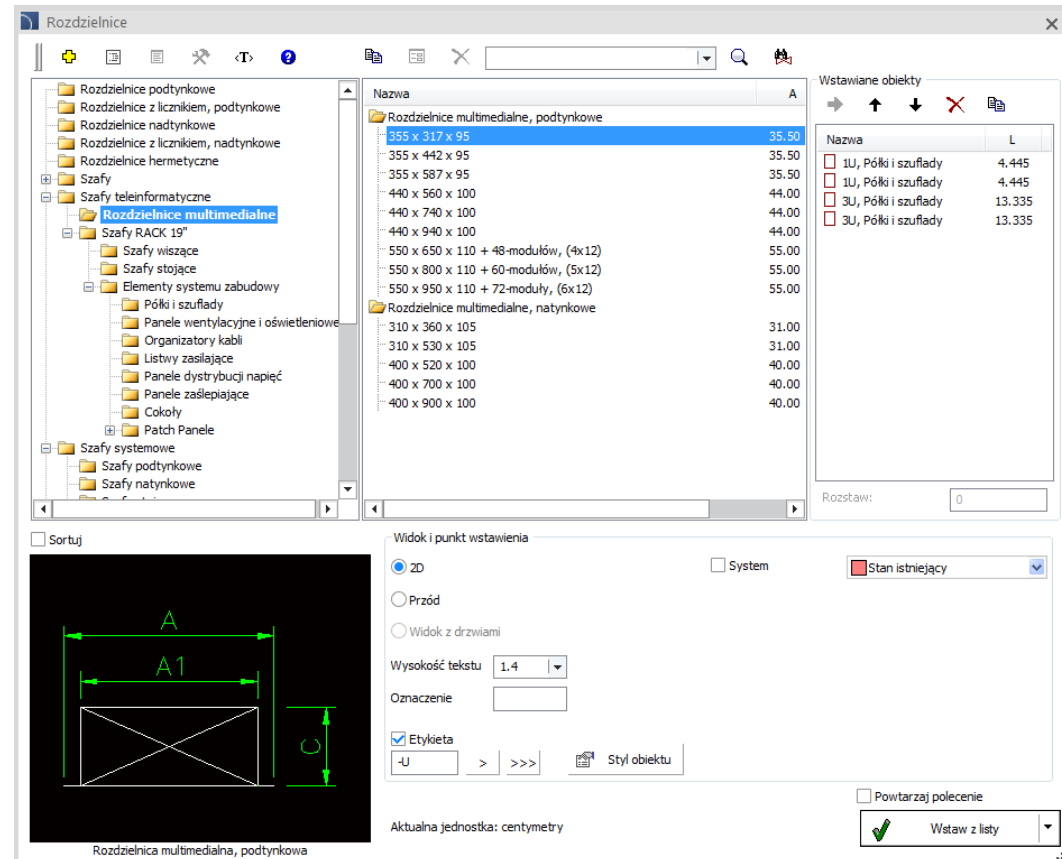 Rozdzielnice
<T>
Rozdzielnice podtynkowe
Rozdzielnice z licznikiem, podtynkowe
Rozdzielnice nadtynkowe
Rozdzielnice z licznikiem, nadtynkowe
Rozdzielnice hermetyczne
Szafy
Szafy teleinformatyczne
Rozdzielnice multimedialne
Szafy RACK 19"
Szafy wiszące
Szafy stojące
Elementy systemu zabudowy
Półki i szuflady
Panele wentylacyjne i oświetleniowe
Organizatory kabli
Listwy zasilające
Panele dystrybucji napięć
Panele zaślepiające
Cokoły
Patch Panele
Szafy systemowe
Szafy podtynkowe
Szafy natynkowe
Nazwa A
Rozdzielnice multimedialne, podtynkowe
355 x 317 x 95 35.50
355 x 442 x 95 35.50
355 x 587 x 95 35.50
440 x 560 x 100 44.00
440 x 740 x 100 44.00
440 x 940 x 100 44.00
550 x 650 x 110 + 48-modułów, (4x12) 55.00
550 x 800 x 110 + 60-modułów, (5x12) 55.00
550 x 950 x 110 + 72-moduły, (6x12) 55.00
Rozdzielnice multimedialne, natynkowe
310 x 360 x 105 31.00
310 x 530 x 105 31.00
400 x 520 x 100 40.00
400 x 700 x 100 40.00
400 x 900 x 100 40.00
Wstawiane obiekty
Nazwa L
1U, Półki i szuflady 4.445
1U, Półki i szuflady 4.445
3U, Półki i szuflady 13.335
3U, Półki i szuflady 13.335
Rozstaw: 0
Sortuj
A
A1
C
Rozdzielnica multimedialna, podtynkowa
Widok i punkt wstawienia
2D
System
Stan istniejący
Przód
Widok z drzwiami
Wysokość tekstu 1.4
Oznaczenie
Etykieta
-U > >>> Styl obiektu
Powtarzaj polecenie
Aktualna jednostka: centymetry
Wstaw z listy